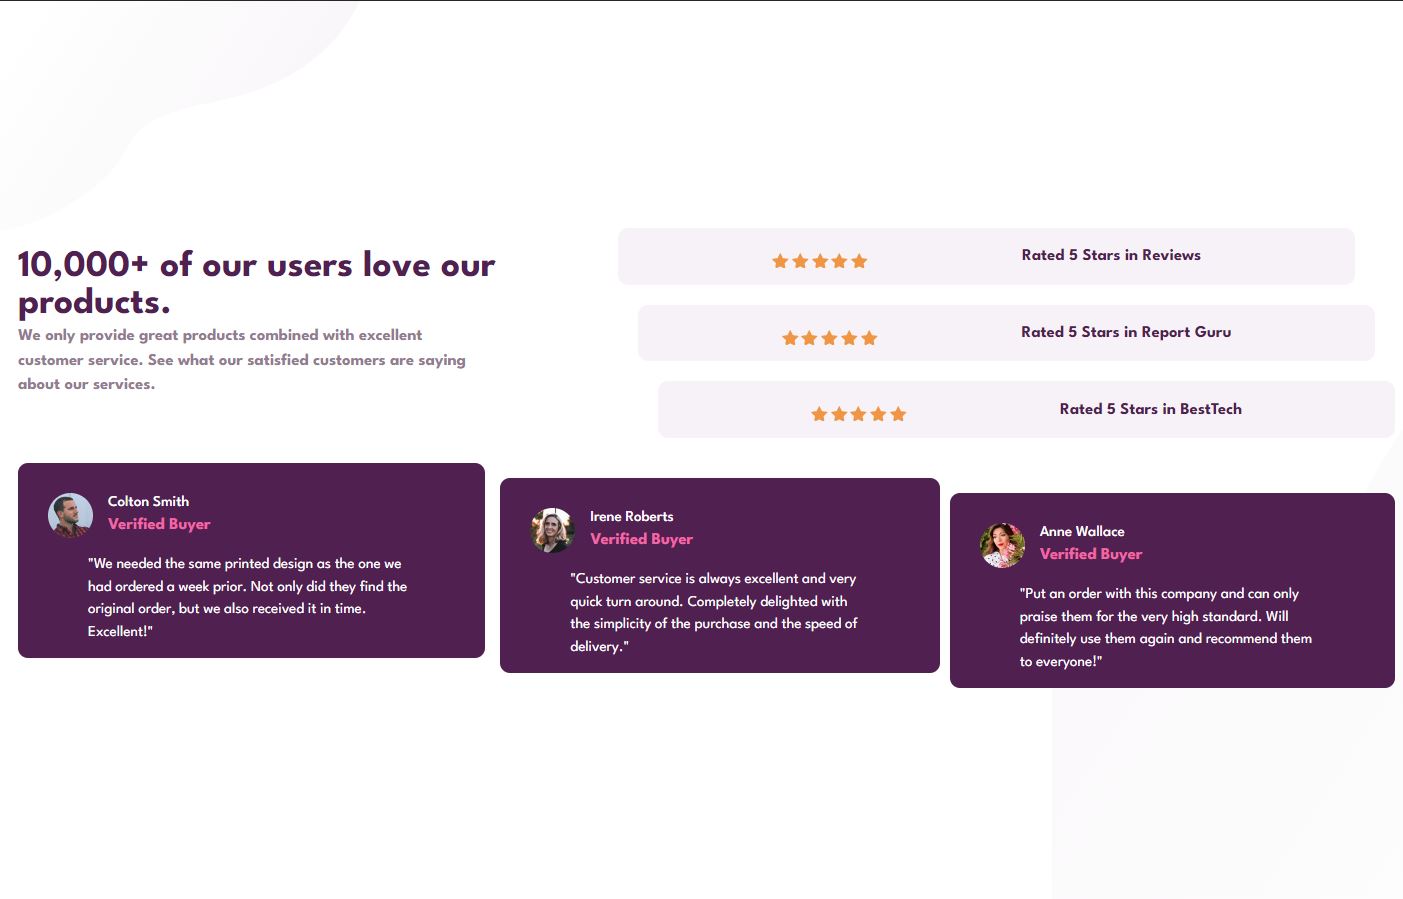 10,000+ of our users love our
products.
We only provide great products combined with excellent
customer service. See what our satisfied customers are saying
about our services.
Rated 5 Stars in Reviews
Rated 5 Stars in Report Guru
Rated 5 Stars in BestTech
Colton Smith
Verified Buyer
"We needed the same printed design as the one we
had ordered a week prior. Not only did they find the
original order, but we also received it in time.
Excellent!"
Irene Roberts
Verified Buyer
"Customer service is always excellent and very
quick turn around. Completely delighted with
the simplicity of the purchase and the speed of
delivery."
Anne Wallace
Verified Buyer
"Put an order with this company and can only
praise them for the very high standard. Will
definitely use them again and recommend them
to everyone!"